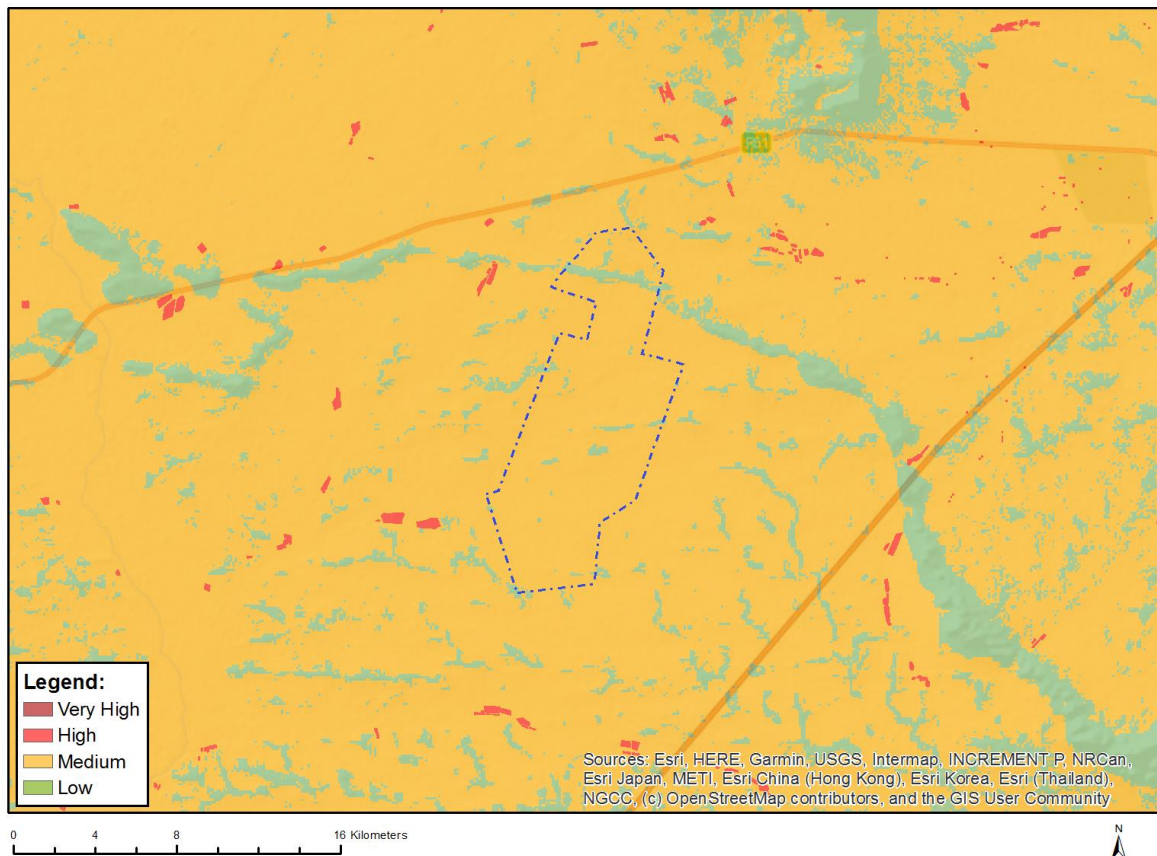 R61
Legend:
Very High
High
Medium
Low
Sources: Esri, HERE, Garmin, USGS, Intermap, INCREMENT P, NRCan,
Esri Japan, METI, Esri China (Hong Kong), Esri Korea, Esri (Thailand),
NGCC, (c) OpenStreetMap contributors, and the GIS User Community
0 4 8 16 Kilometers
N